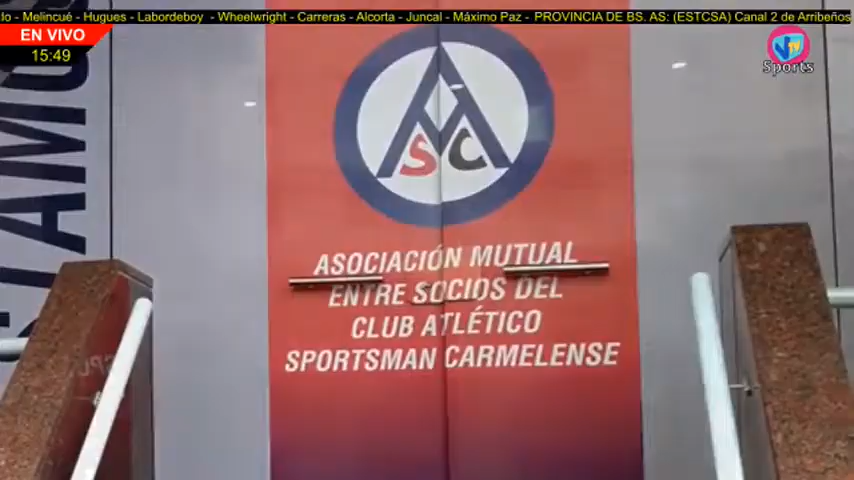 lo - Melincué - Hugues - Labordeboy - Wheelwright - Carreras - Alcorta - Juncal - Máximo Paz - PROVINCIA DE BS. AS: (ESTCSA) Canal 2 de Arribeños
EN VIVO
15:49
Sports
TAMO
A
S C
ASOCIACIÓN MUTUAL
ENTRE SOCIOS DEL
CLUB ATLÉTICO
SPORTSMAN CARMELENSE